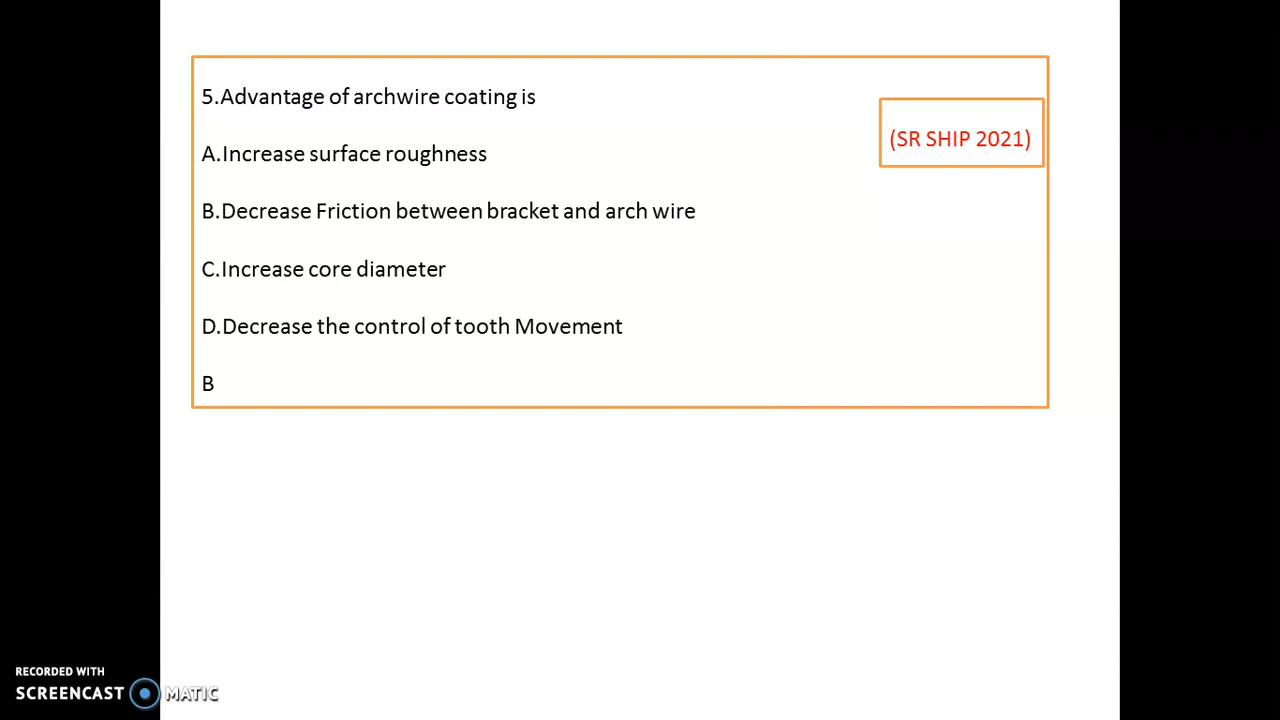 5.Advantage of archwire coating is
(SR SHIP 2021)
A.Increase surface roughness
B.Decrease Friction between bracket and arch wire
C.Increase core diameter
D.Decrease the control of tooth Movement
B
RECORDED WITH
SCREENCAST MATIC